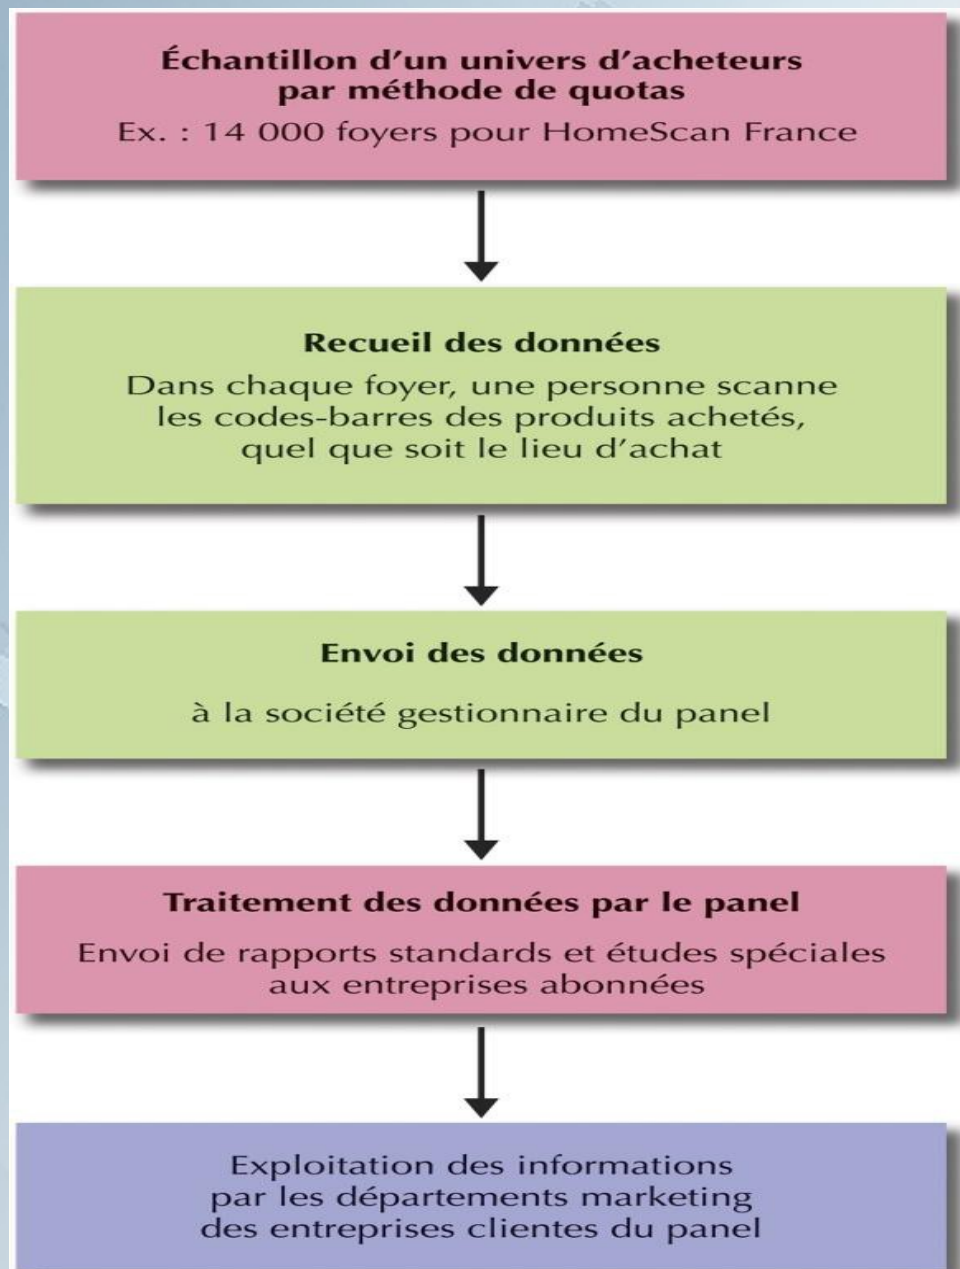 Échantillon d'un univers d'acheteurs
par méthode de quotas
Ex. : 14 000 foyers pour HomeScan France
Recueil des données
Dans chaque foyer, une personne scanne
les codes-barres des produits achetés,
quel que soit le lieu d'achat
Envoi des données
à la société gestionnaire du panel
Traitement des données par le panel
Envoi de rapports standards et études spéciales
aux entreprises abonnées
Exploitation des informations
par les départements marketing
des entreprises clientes du panel